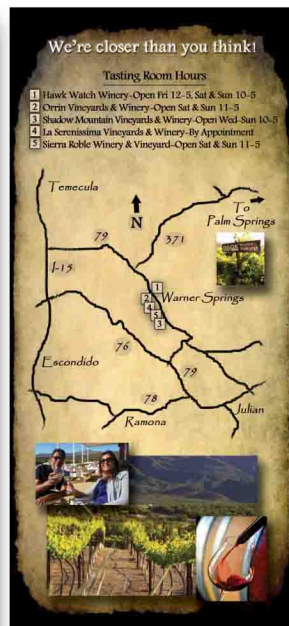 We're closer than you think!
Tasting Room Hours
1 Hawk Watch Winery-Open Fri 12-5, Sat & Sun 10-5
2 Orrin Vineyards & Winery-Open Sat & Sun 11-5
3 Shadow Mountain Vineyards & Winery-Open Wed-Sun 10-5
4 La Serenissima Vineyards & Winery-By Appointment
5 Sierra Roble Winery & Vineyard-Open Sat & Sun 11-5
Temecula
N
To
Palm Springs
79
371
I-15
1
Warner Springs
2
4
5
3
76
Escondido
79
78
Julian
Ramona